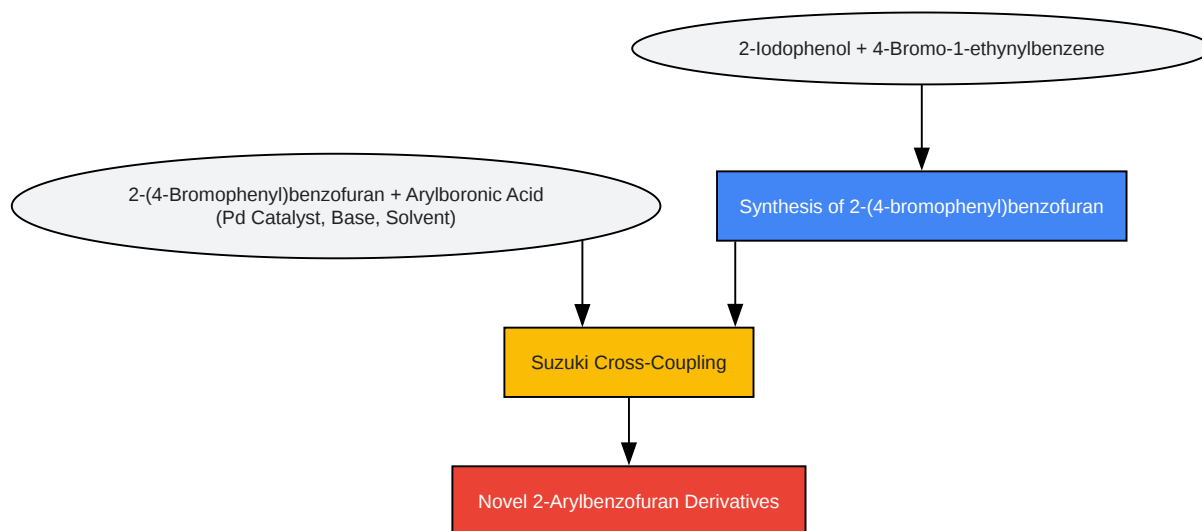 2-Iodophenol + 4-Bromo-1-ethynylbenzene
2-(4-Bromophenyl)benzofuran + Arylboronic Acid
(Pd Catalyst, Base, Solvent)
Synthesis of 2-(4-bromophenyl)benzofuran
Suzuki Cross-Coupling
Novel 2-Arylbenzofuran Derivatives